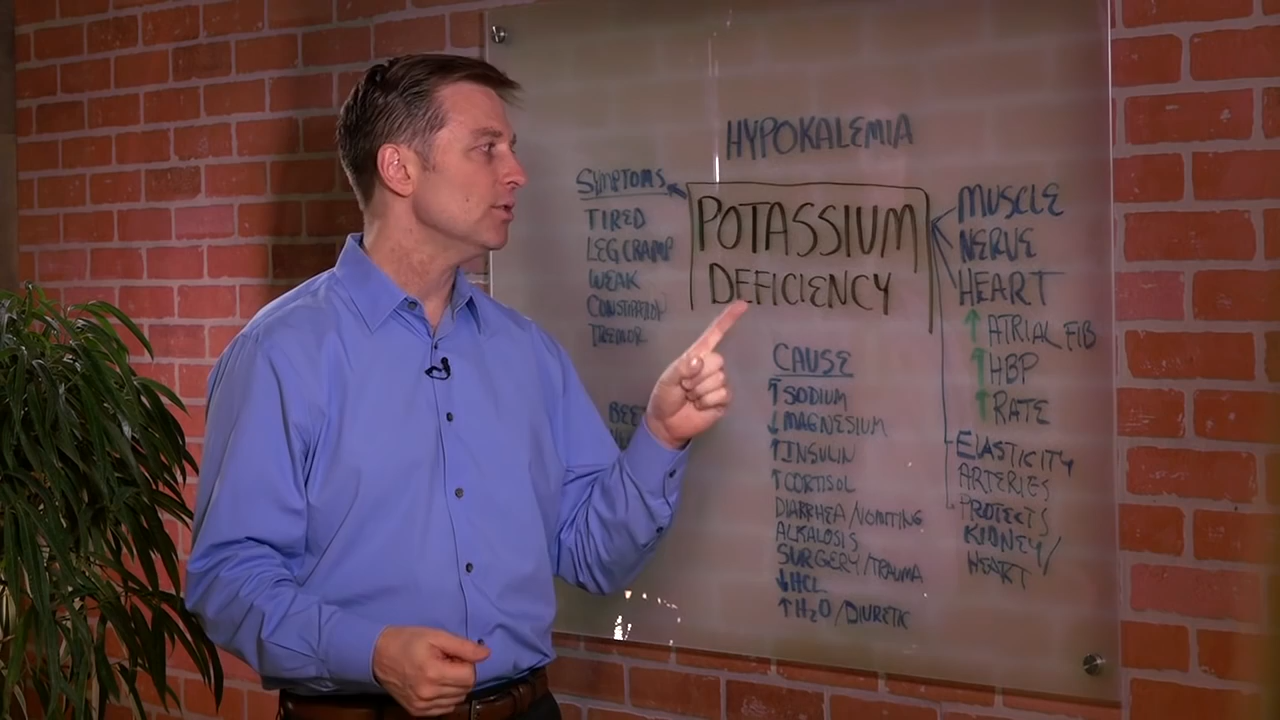 HYPOKALEMIA
POTASSIUM
DEFICIENCY
SYMPTOMS
TIRED
LEG CRAMP
WEAK
CONSTIPATION
TREMOR
CAUSE
↑ SODIUM
↓ MAGNESIUM
↑ INSULIN
↑ CORTISOL
DIARRHEA/VOMITING
ALKALOSIS
SURGERY/TRAUMA
↓ HCL
↑ H2O/DIURETIC
MUSCLE
NERVE
HEART
↑ ATRIAL FIB
↑ HBP
↑ RATE
ELASTICITY
ARTERIES
PROTECTS
KIDNEY/
HEART